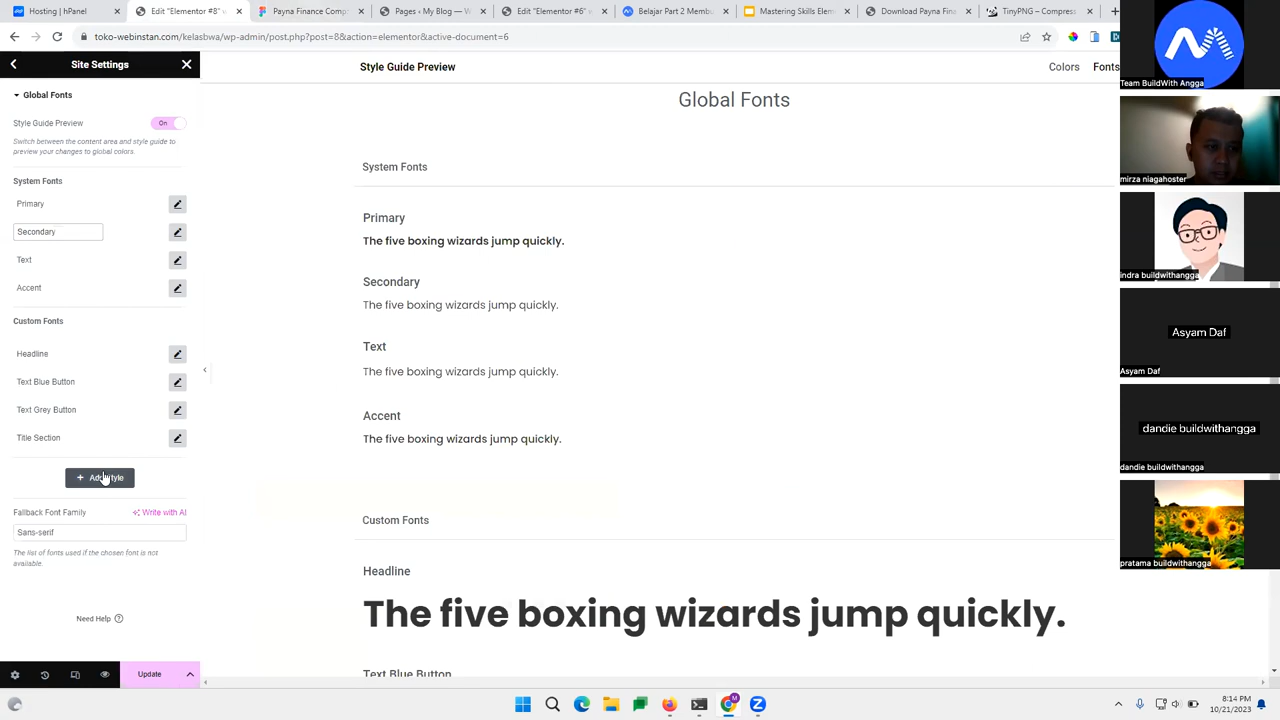 Edit "Elementor #8" w
Payna Finance Comp
Pages ‹ My Blog — W
Edit "Elementor #6" w
Belajar Part 2 Meleb
Mastering Skills Elem
Download Payna Finan
TinyPNG – Compress
toko-webinstan.com/kelasbwa/wp-admin/post.php?post=8&action=elementor&active-document=6
Site Settings
Style Guide Preview
Colors
Fonts
Global Fonts
Style Guide Preview
On
Switch between the content area and style guide to
preview your changes to global colors.
System Fonts
Primary
Secondary
Text
Accent
Custom Fonts
Headline
Text Blue Button
Text Grey Button
Title Section
Add Style
Fallback Font Family
Write with AI
Sans-serif
The list of fonts used if the chosen font is not
available.
Need Help
Update
Global Fonts
System Fonts
Primary
The five boxing wizards jump quickly.
Secondary
The five boxing wizards jump quickly.
Text
The five boxing wizards jump quickly.
Accent
The five boxing wizards jump quickly.
Custom Fonts
Headline
The five boxing wizards jump quickly.
Text Blue Button
Team BuildWith Angga
mirza niagahoster
indra buildwithangga
Asyam Daf
Asyam Daf
dandie buildwithangga
dandie buildwithangga
pratama buildwithangga
8:14 PM
10/21/2023